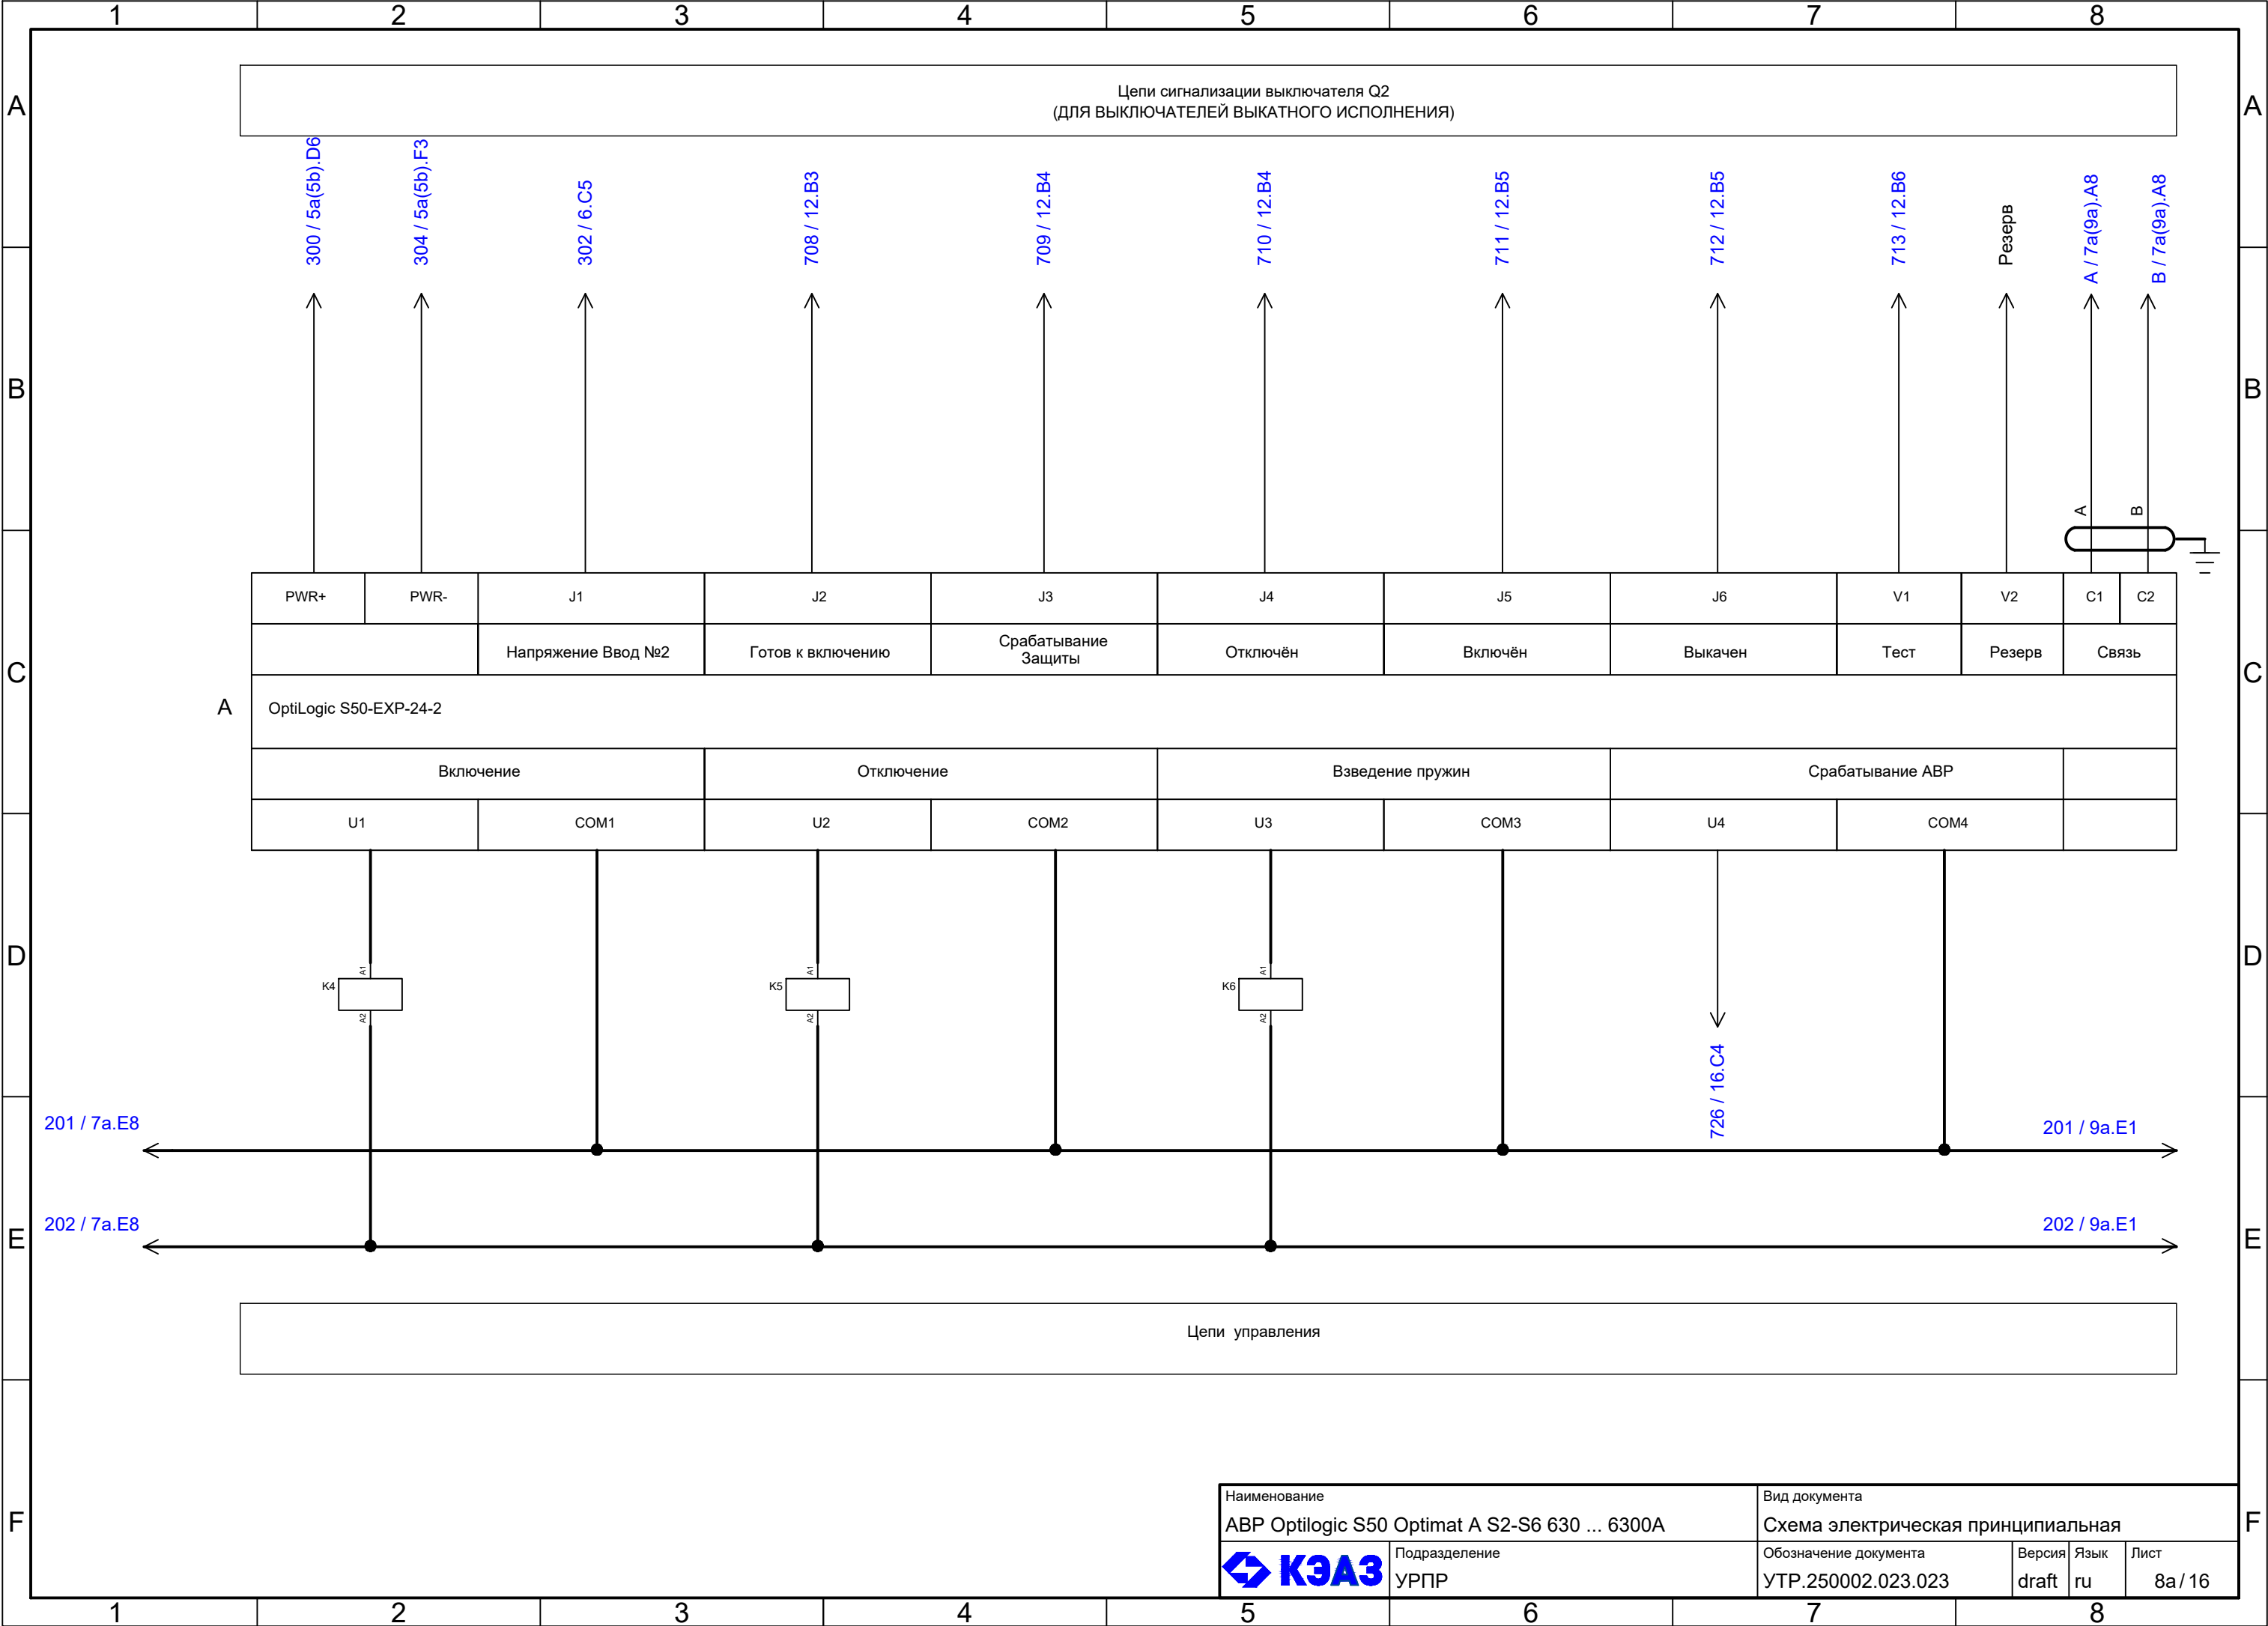 1 2 3 4 5 6 7 8
A A
Цепи сигнализации выключателя Q2
(ДЛЯ ВЫКЛЮЧАТЕЛЕЙ ВЫКАТНОГО ИСПОЛНЕНИЯ)
300 / 5a(5b).D6
304 / 5a(5b).F3
302 / 6.C5
708 / 12.B3
709 / 12.B4
710 / 12.B4
711 / 12.B5
712 / 12.B5
713 / 12.B6
Резерв
A / 7a(9a).A8
B / 7a(9a).A8
B B
A B
PWR+ PWR- J1 J2 J3 J4 J5 J6 V1 V2 C1 C2
Напряжение Ввод №2
Готов к включению
Срабатывание
Защиты
Отключён
Включён
Выкачен
Тест
Резерв
Связь
C C
A OptiLogic S50-EXP-24-2
Включение Отключение Взведение пружин Срабатывание АВР
U1 COM1 U2 COM2 U3 COM3 U4 COM4
D D
A1 A1 A1
K4 K5 K6
A2 A2 A2
726 / 16.C4
201 / 7a.E8 201 / 9a.E1
202 / 7a.E8 202 / 9a.E1
E E
Цепи управления
F F
Наименование
АВР Optilogic S50 Optimat A S2-S6 630 ... 6300A
Вид документа
Схема электрическая принципиальная
КЭАЗ
Подразделение
УРПР
Обозначение документа
УТР.250002.023.023
Версия
draft
Язык
ru
Лист
8a / 16
1 2 3 4 5 6 7 8